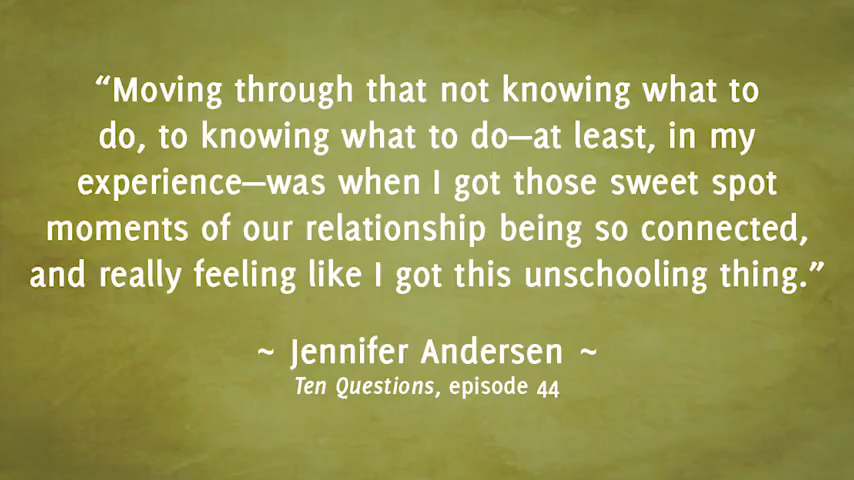 “Moving through that not knowing what to
do, to knowing what to do—at least, in my
experience—was when I got those sweet spot
moments of our relationship being so connected,
and really feeling like I got this unschooling thing.”
~ Jennifer Andersen ~
Ten Questions, episode 44